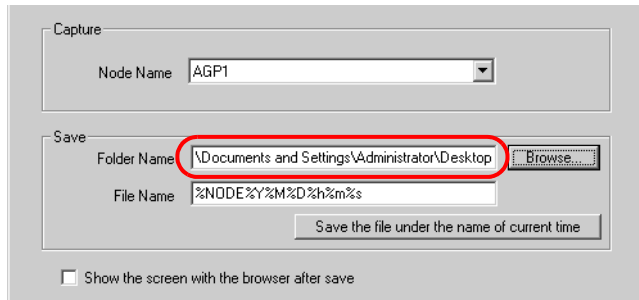 Capture
Node Name AGP1
Save
Folder Name \Documents and Settings\Administrator\Desktop Browse...
File Name %NODE%Y%M%D%h%m%s
Save the file under the name of current time
Show the screen with the browser after save